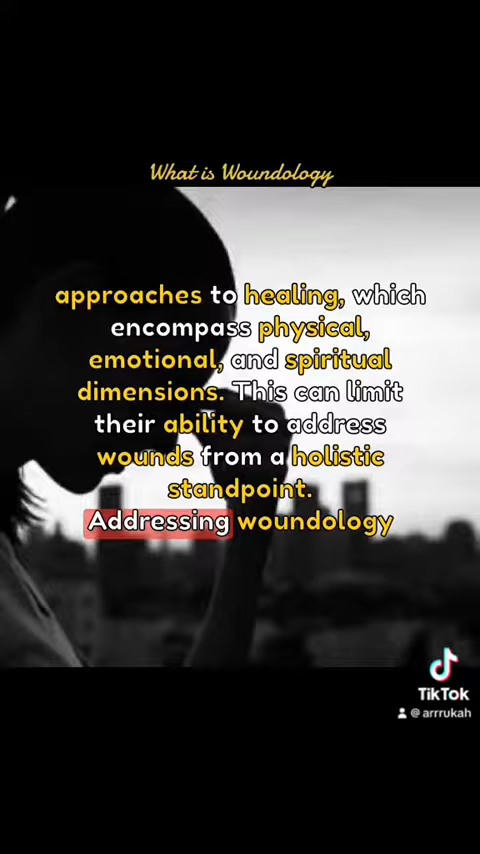 What is Woundology
approaches to healing, which
encompass physical,
emotional, and spiritual
dimensions. This can limit
their ability to address
wounds from a holistic
standpoint.
Addressing woundology
TikTok
@ arrrukah